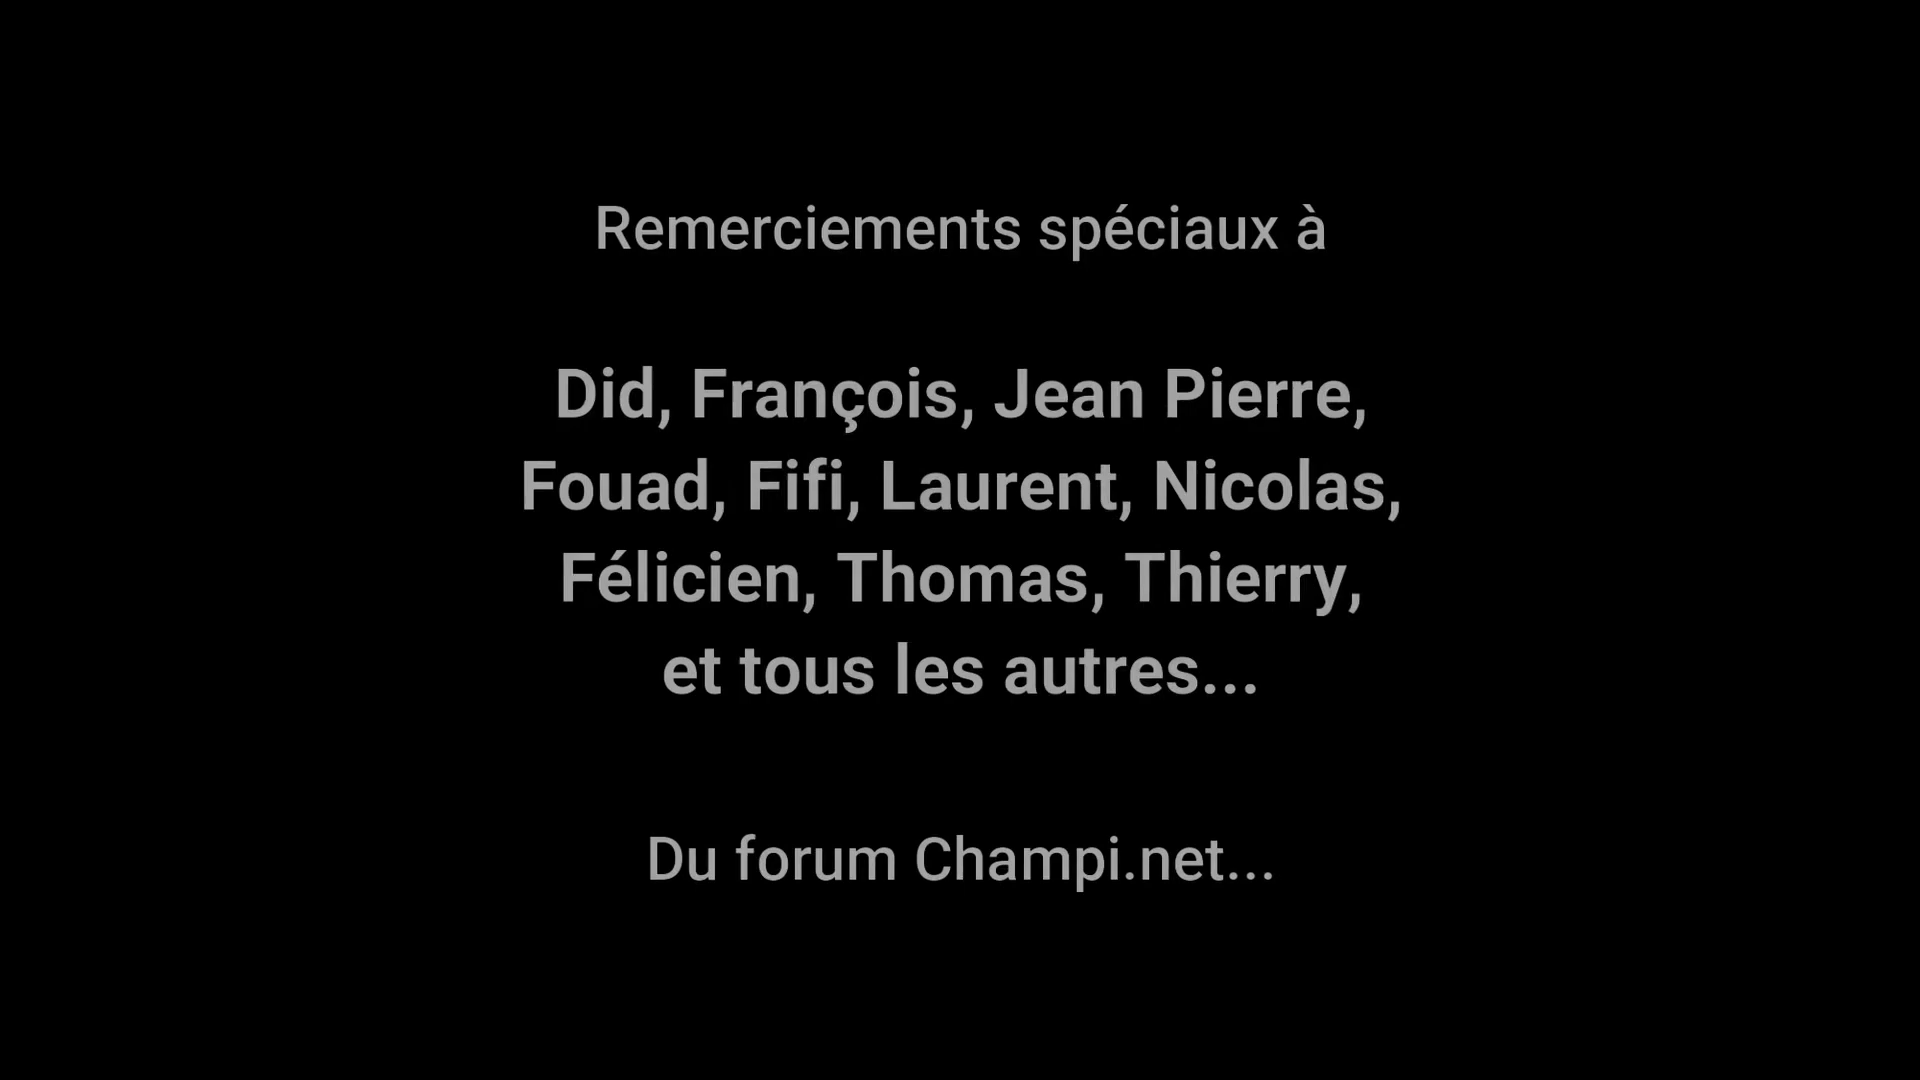 Remerciements spéciaux à
Did, François, Jean Pierre,
Fouad, Fifi, Laurent, Nicolas,
Félicien, Thomas, Thierry,
et tous les autres...
Du forum Champi.net...